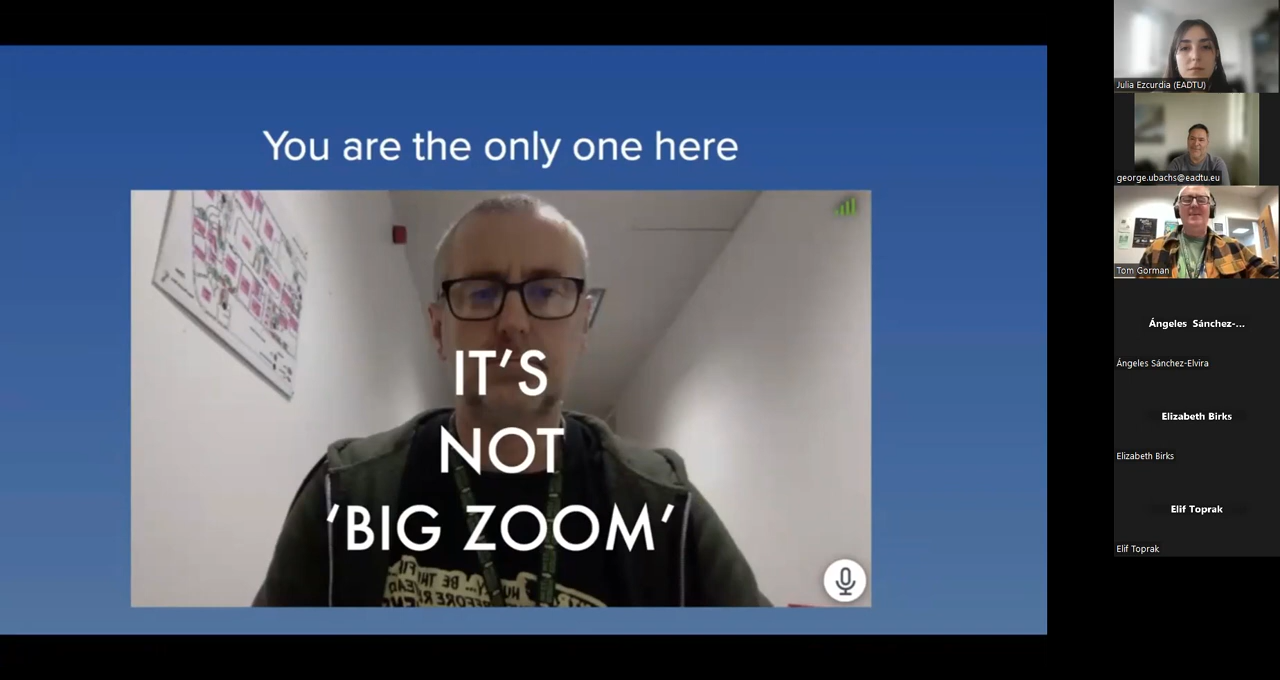 You are the only one here
IT’S
NOT
‘BIG ZOOM’
Julia Ezcurdia (EADTU)
george.ubachs@eadtu.eu
Tom Gorman
Ángeles Sánchez-...
Ángeles Sánchez-Elvira
Elizabeth Birks
Elizabeth Birks
Elif Toprak
Elif Toprak